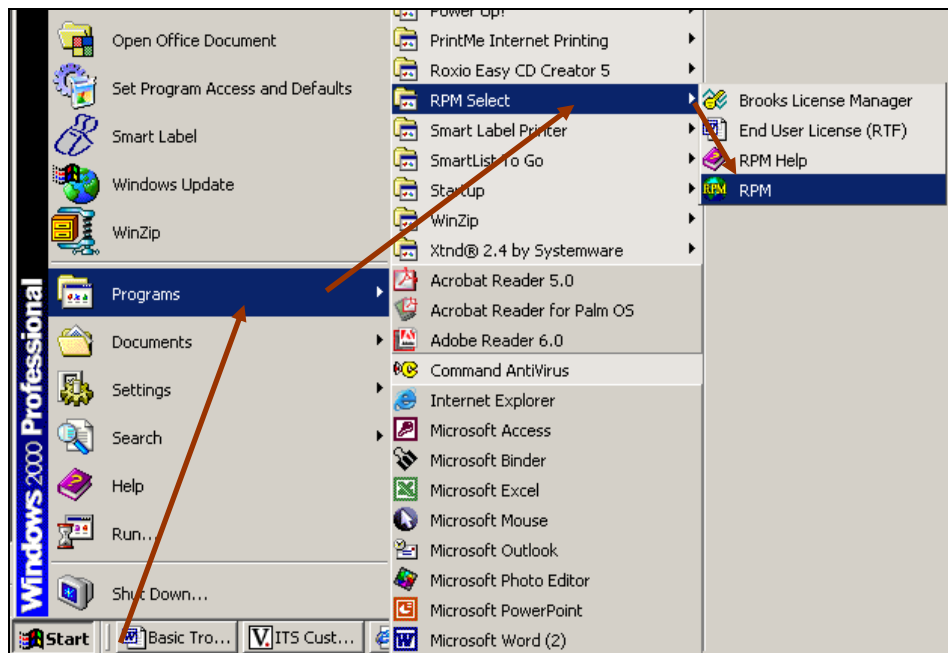 Open Office Document
Set Program Access and Defaults
Smart Label
Windows Update
WinZip
Programs
Documents
Settings
Search
Help
Run...
Shut Down...
Windows 2000 Professional
Power Up!
PrintMe Internet Printing
Roxio Easy CD Creator 5
RPM Select
Smart Label Printer
SmartList To Go
Startup
WinZip
Xtnd® 2.4 by Systemware
Acrobat Reader 5.0
Acrobat Reader for Palm OS
Adobe Reader 6.0
Command AntiVirus
Internet Explorer
Microsoft Access
Microsoft Binder
Microsoft Excel
Microsoft Mouse
Microsoft Outlook
Microsoft Photo Editor
Microsoft PowerPoint
Microsoft Word (2)
Brooks License Manager
End User License (RTF)
RPM Help
RPM RPM
Start
Basic Tro...
ITS Cust...